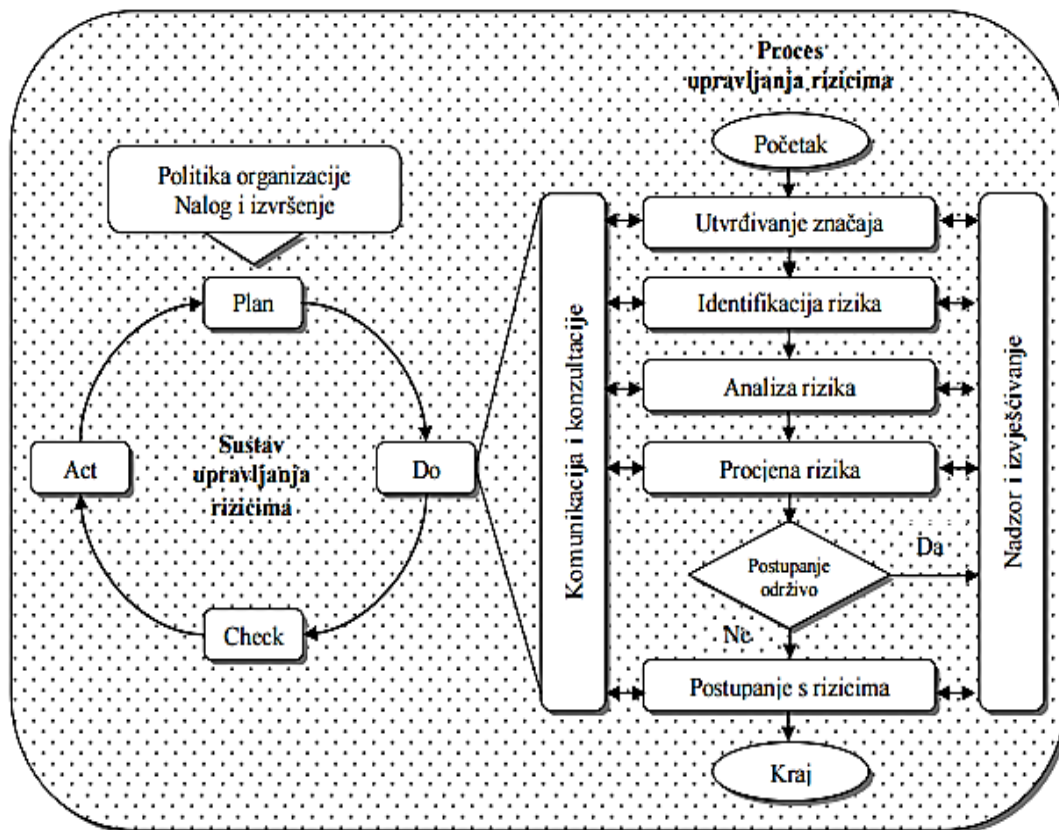 Proces
upravljanja rizicima
Početak
Politika organizacije
Nalog i izvršenje
Utvrđivanje značaja
Plan
Identifikacija rizika
Komunikacija i konzultacije
Nadzor i izvješćivanje
Analiza rizika
Sustav
upravljanja
rizicima
Act
Do
Procjena rizika
Da
Postupanje
održivo
Check
Ne
Postupanje s rizicima
Kraj